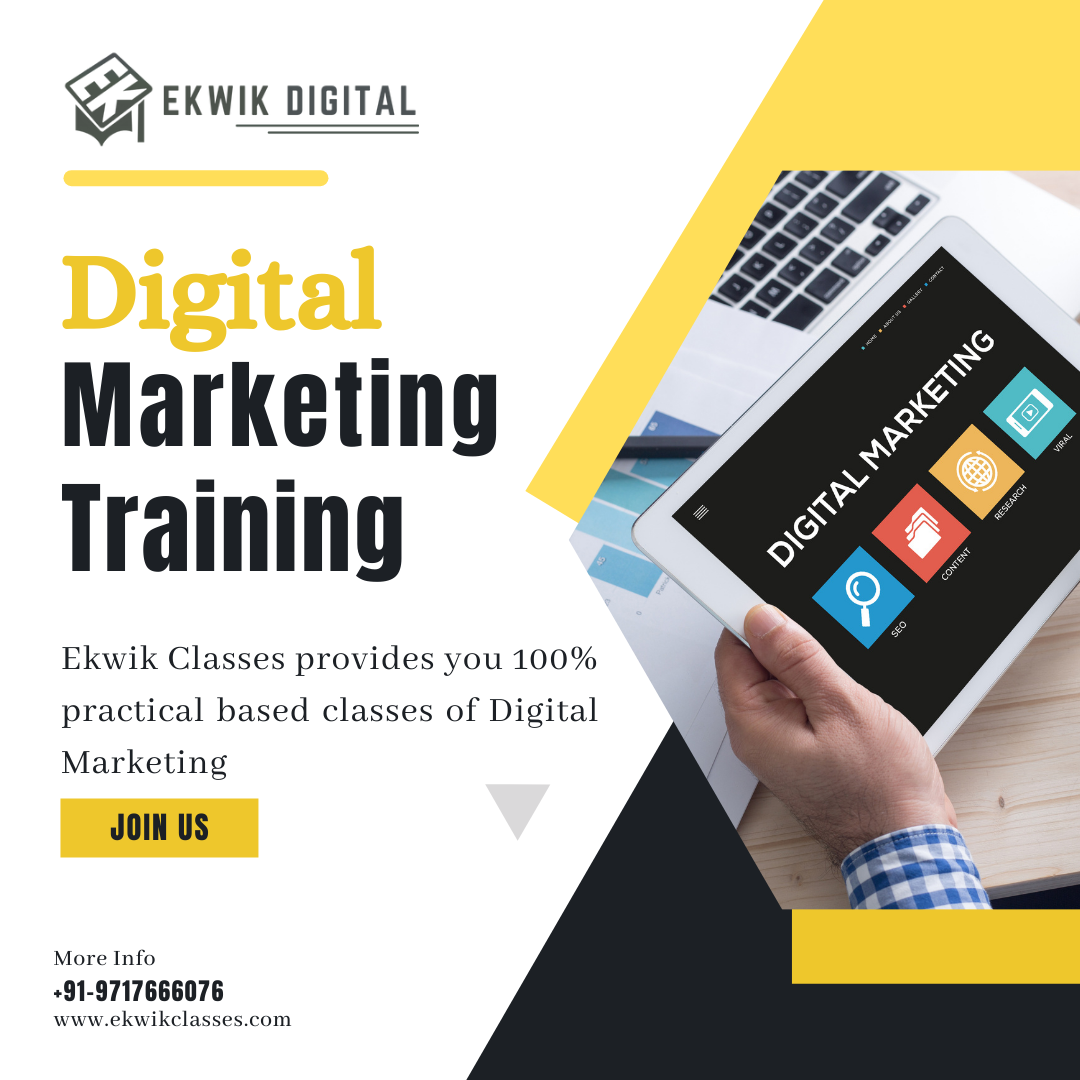 EKWIK DIGITAL
Digital
Marketing
Training
Ekwik Classes provides you 100%
practical based classes of Digital
Marketing
JOIN US
More Info
+91-9717666076
www.ekwikclasses.com
HOME ABOUT US GALLERY CONTACT
DIGITAL MARKETING
SEO
CONTENT
RESEARCH
VIRAL